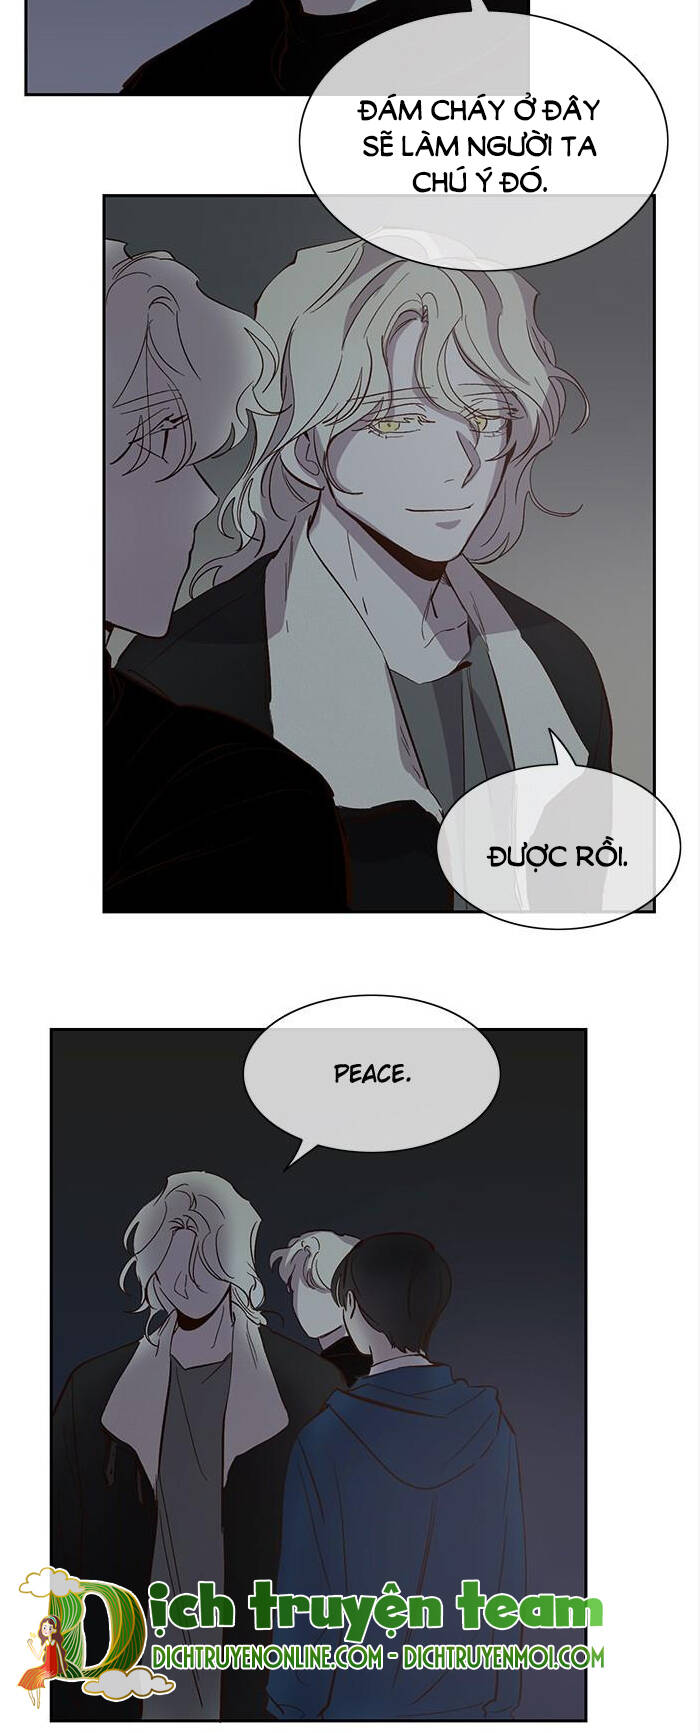 ĐÁM CHÁY Ở ĐÂY
SẼ LÀM NGƯỜI TA
CHÚ Ý ĐÓ.
ĐƯỢC RỒI.
PEACE.
Dịch truyện team
DICHTRUYENONLINE.COM - DICHTRUYENMOI.COM